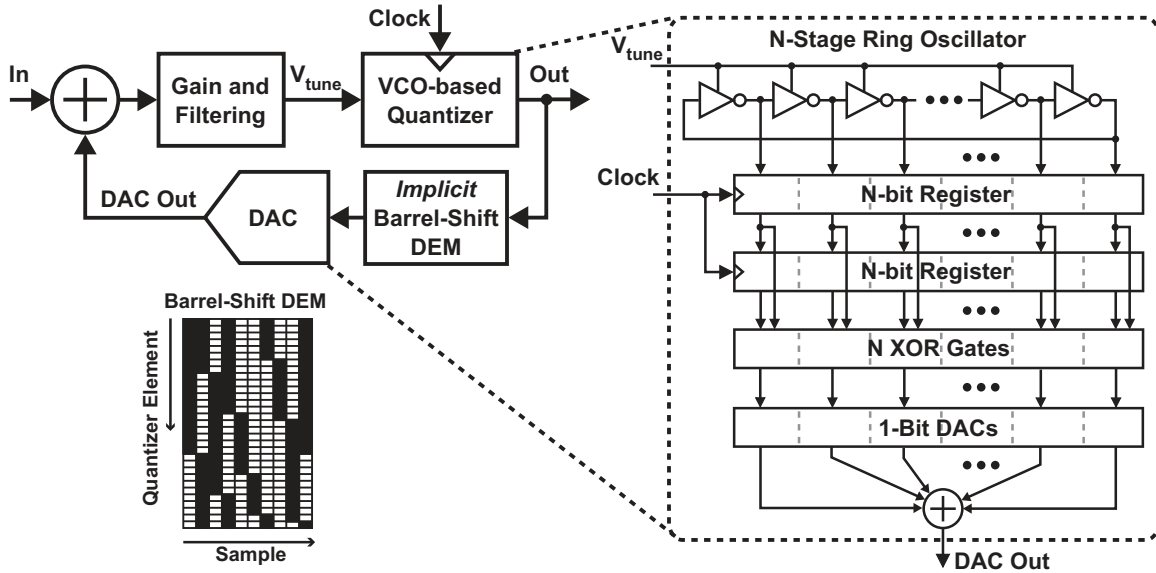 Clock
In
Gain and
Filtering
V_tune
VCO-based
Quantizer
Out
DAC Out
DAC
Implicit
Barrel-Shift
DEM
Barrel-Shift DEM
Quantizer Element
Sample
N-Stage Ring Oscillator
V_tune
Clock
N-bit Register
N-bit Register
N XOR Gates
1-Bit DACs
DAC Out